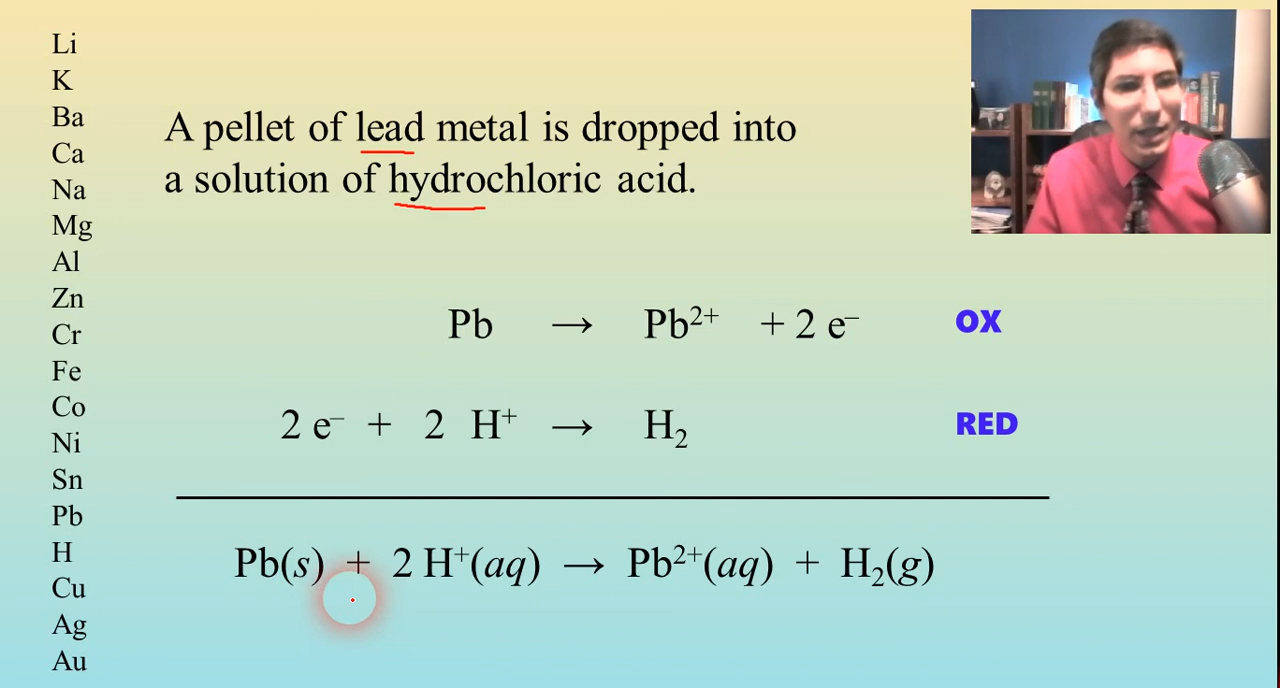 Li
K
Ba
Ca
Na
Mg
Al
Zn
Cr
Fe
Co
Ni
Sn
Pb
H
Cu
Ag
Au
A pellet of lead metal is dropped into
a solution of hydrochloric acid.
Pb → Pb²⁺ + 2 e⁻ OX
2 e⁻ + 2 H⁺ → H₂ RED
Pb(s) + 2 H⁺(aq) → Pb²⁺(aq) + H₂(g)